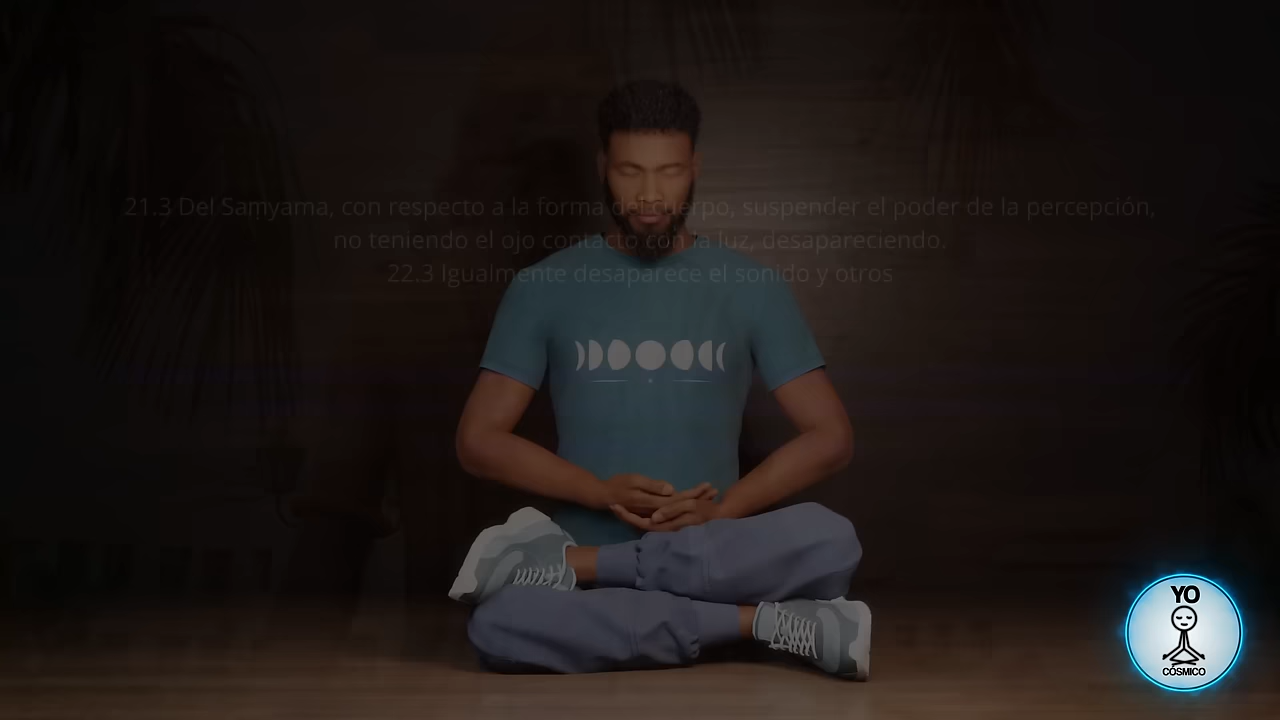 21.3 Del Samyama, con respecto a la forma cuerpo, suspender el poder de la percepción,
no teniendo el ojo contacto con la luz, desapareciendo.
22.3 Igualmente desaparece el sonido y otros
YO
CÓSMICO